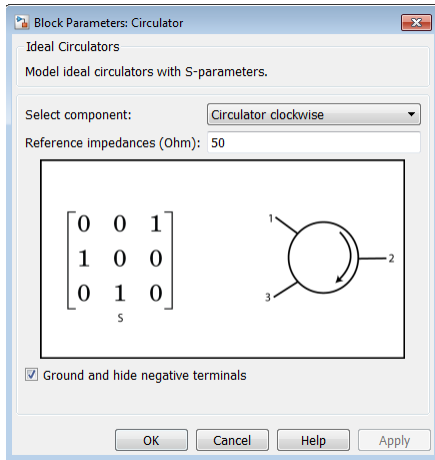 Block Parameters: Circulator
Ideal Circulators
Model ideal circulators with S-parameters.
Select component: Circulator clockwise
Reference impedances (Ohm): 50
0 0 1
1 0 0
0 1 0
S
1
2
3
Ground and hide negative terminals
OK Cancel Help Apply